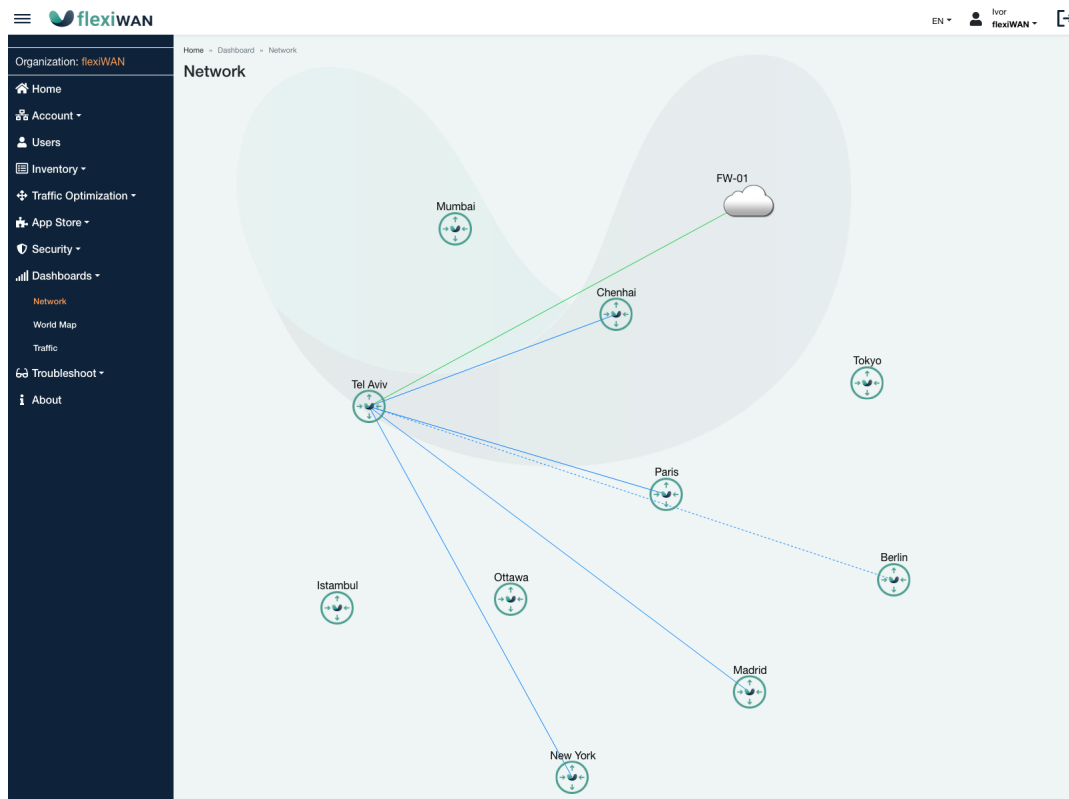 flexiWAN
EN
Ivor
flexiWAN
Organization: flexiWAN
Home
Account
Users
Inventory
Traffic Optimization
App Store
Security
Dashboards
Network
World Map
Traffic
Troubleshoot
About
Home » Dashboard » Network
Network
FW-01
Mumbai
Chenhai
Tokyo
Tel Aviv
Paris
Berlin
Istambul
Ottawa
Madrid
New York